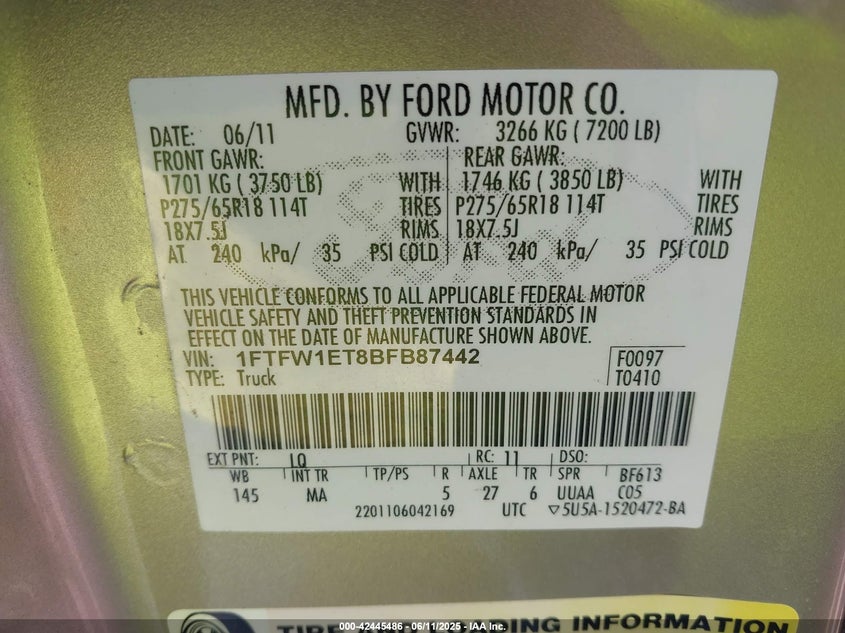 MFD. BY FORD MOTOR CO.
DATE: 06/11 GVWR: 3266 KG ( 7200 LB)
FRONT GAWR: REAR GAWR:
1701 KG ( 3750 LB) WITH 1746 KG ( 3850 LB) WITH
P275/65R18 114T TIRES P275/65R18 114T TIRES
18X7.5J RIMS 18X7.5J RIMS
AT 240 kPa/ 35 PSI COLD AT 240 kPa/ 35 PSI COLD
THIS VEHICLE CONFORMS TO ALL APPLICABLE FEDERAL MOTOR
VEHICLE SAFETY AND THEFT PREVENTION STANDARDS IN
EFFECT ON THE DATE OF MANUFACTURE SHOWN ABOVE.
VIN: 1FTFW1ET8BFB87442 F0097
TYPE: Truck T0410
EXT PNT: LQ RC: 11 DSO:
WB INT TR TP/PS R AXLE TR SPR BF613
145 MA 5 27 6 UUAA C05
2201106042169 UTC ▽5U5A-1520472-BA
TIRE AND LOADING INFORMATION
000-42445486 - 06/11/2025 - IAA Inc.